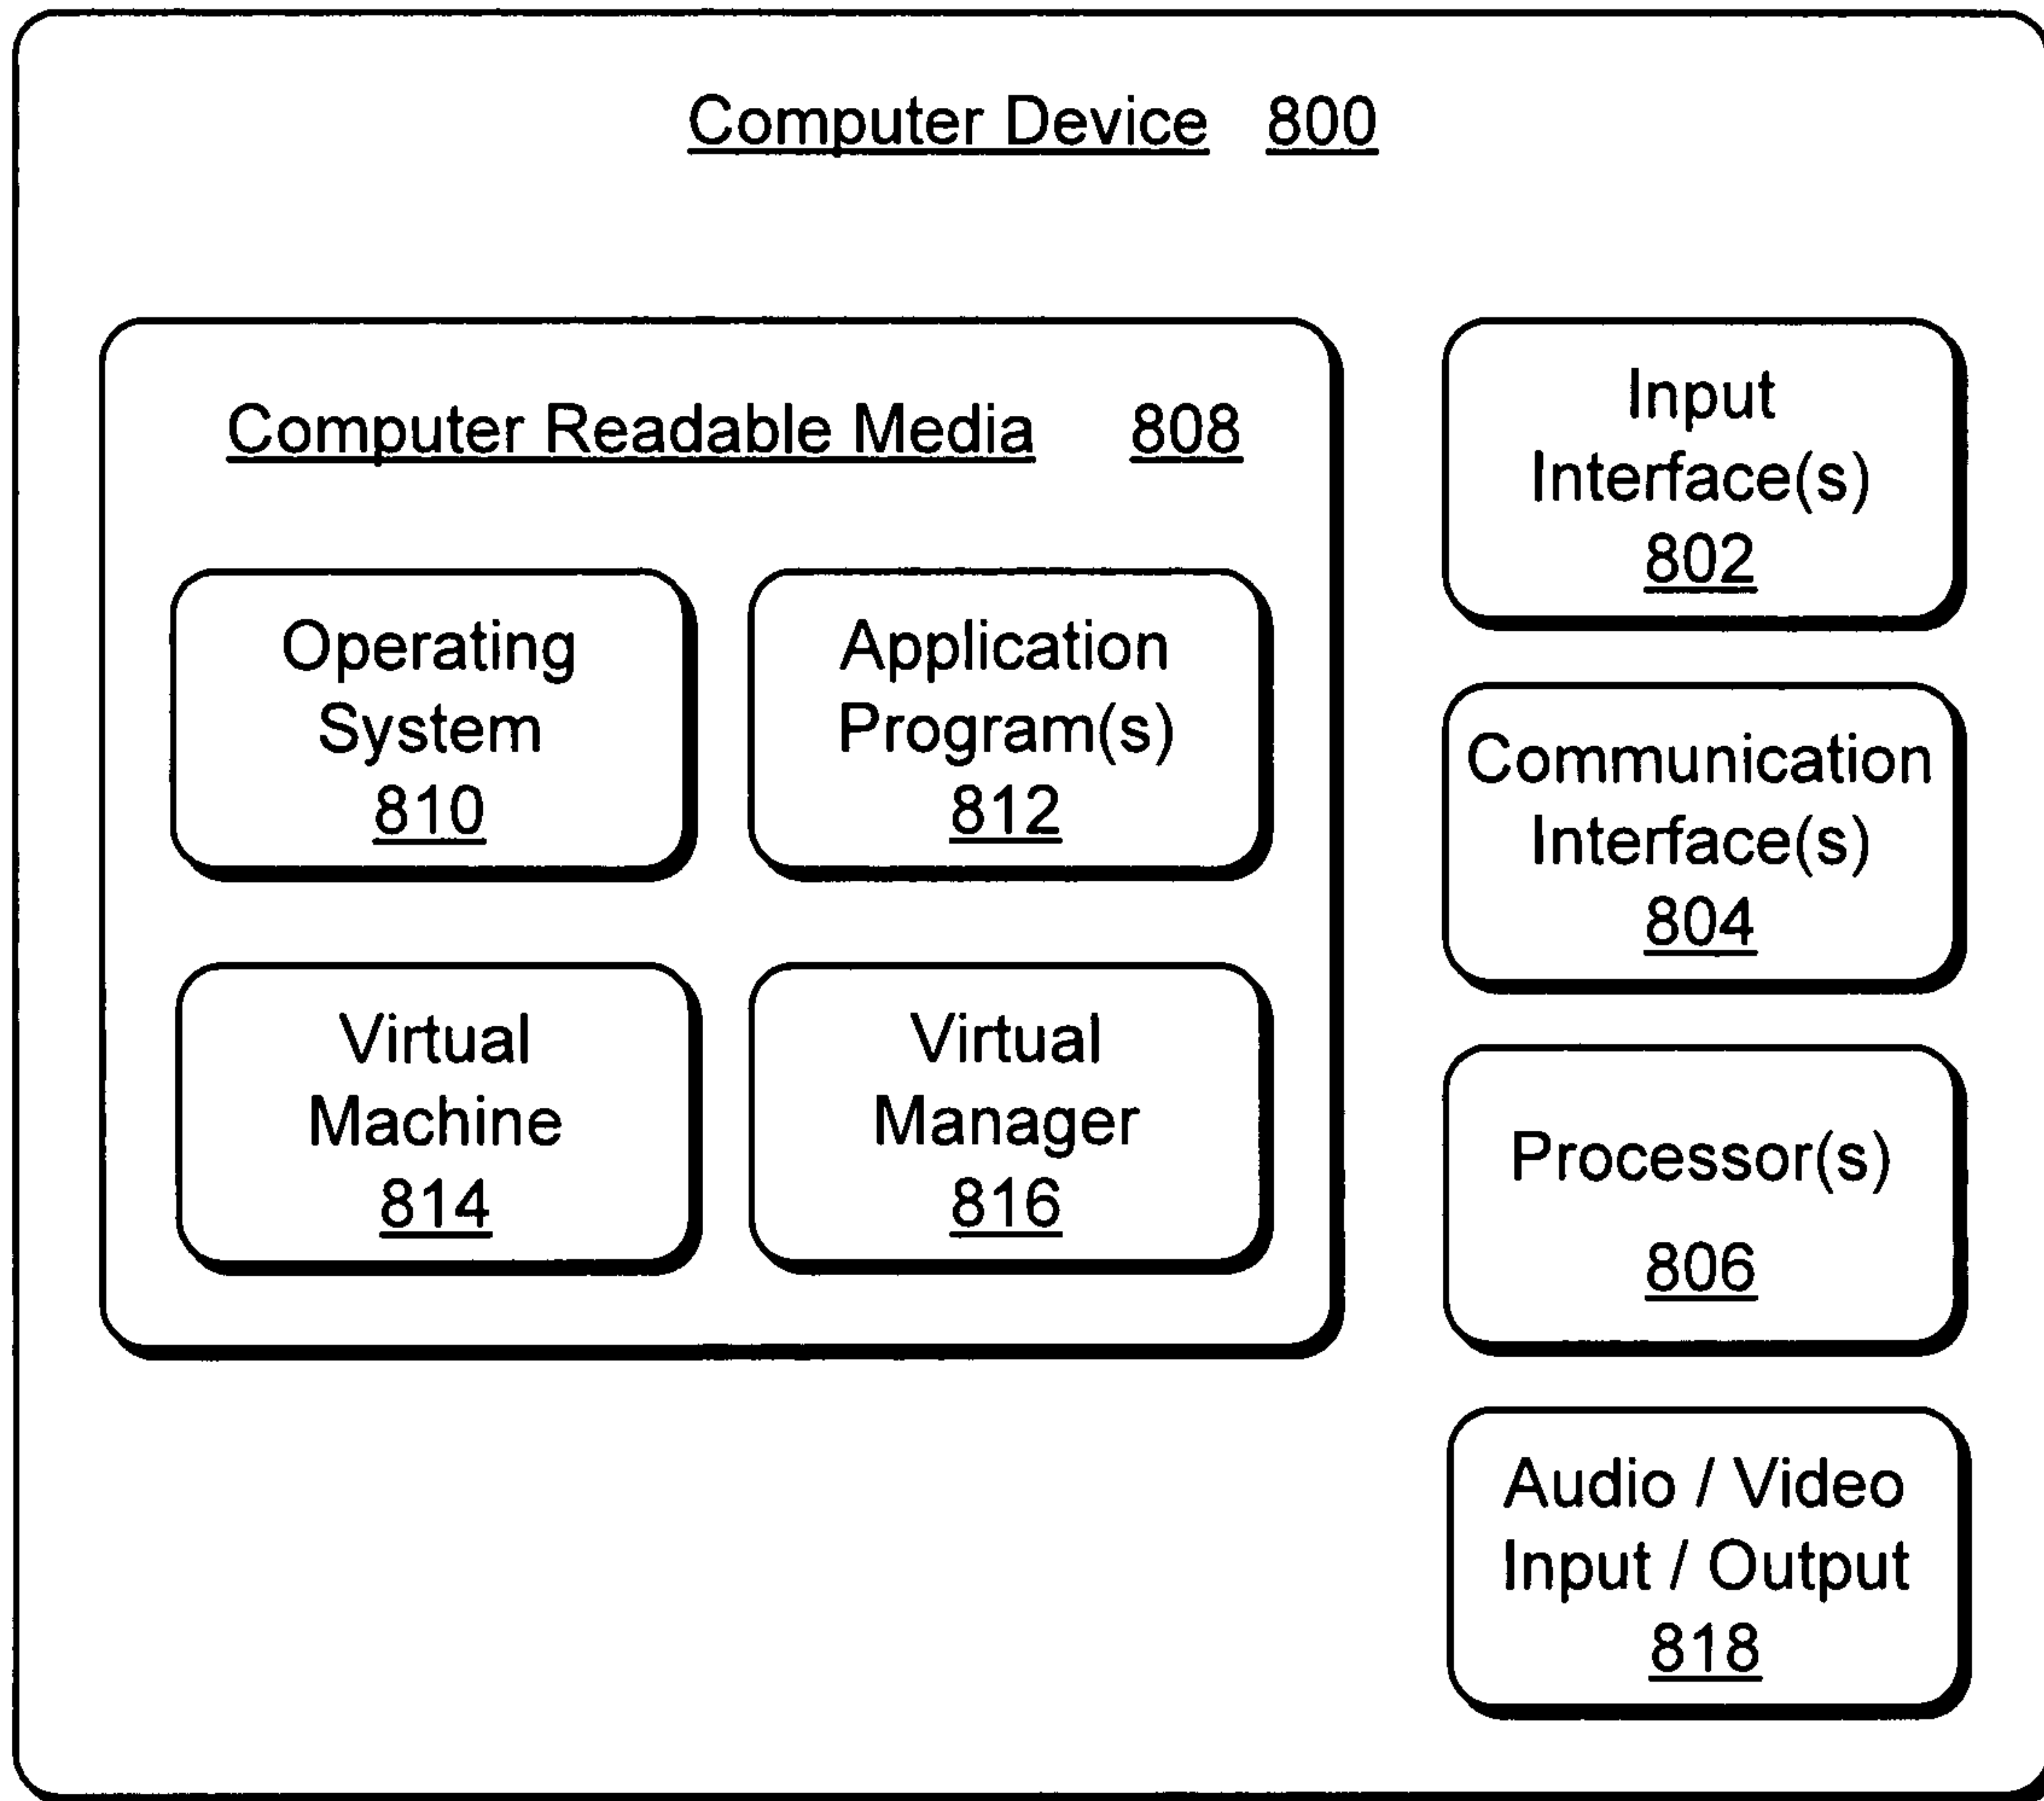 Computer Device 800
Computer Readable Media 808
Operating
System
810
Application
Program(s)
812
Virtual
Machine
814
Virtual
Manager
816
Input
Interface(s)
802
Communication
Interface(s)
804
Processor(s)
806
Audio / Video
Input / Output
818